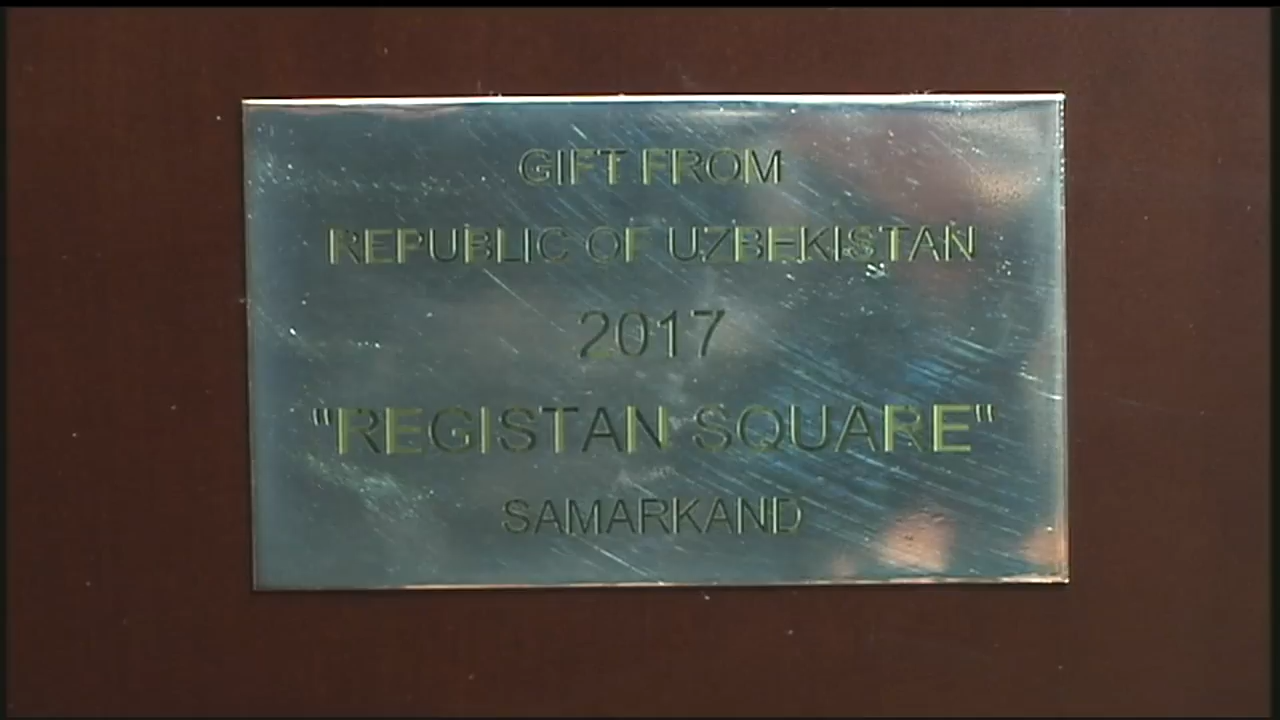 GIFT FROM
REPUBLIC OF UZBEKISTAN
2017
"REGISTAN SQUARE"
SAMARKAND